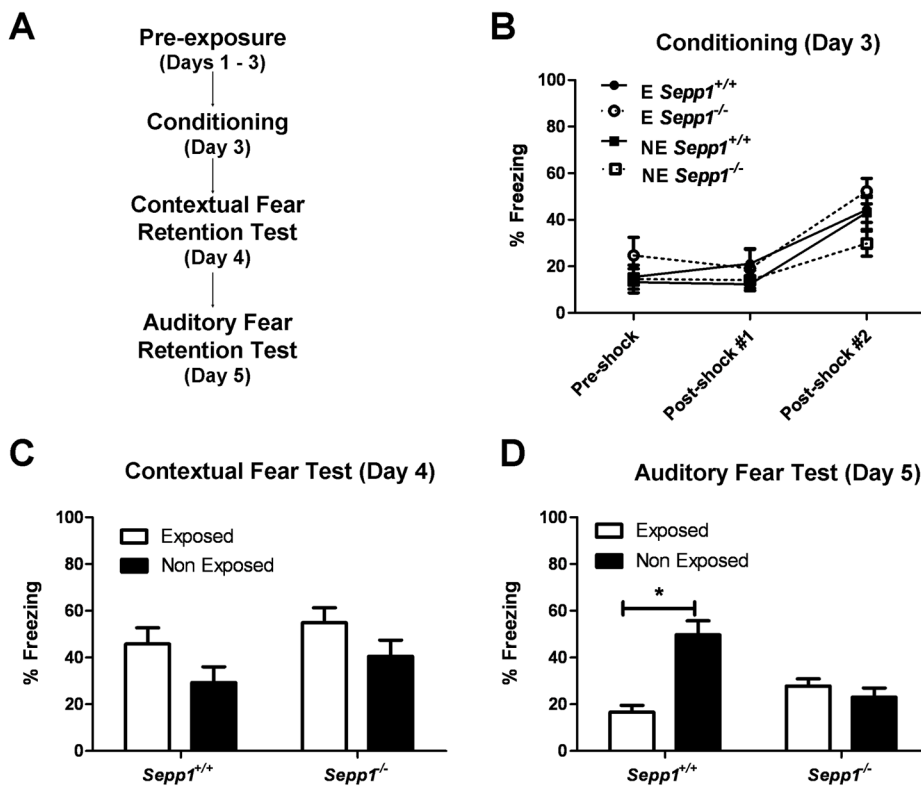 A
Pre-exposure
(Days 1 - 3)
Conditioning
(Day 3)
Contextual Fear
Retention Test
(Day 4)
Auditory Fear
Retention Test
(Day 5)
B
Conditioning (Day 3)
100
80
60
40
20
0
% Freezing
E Sepp1+/+
E Sepp1-/-
NE Sepp1+/+
NE Sepp1-/-
Pre-shock
Post-shock #1
Post-shock #2
C
Contextual Fear Test (Day 4)
100
80
60
40
20
0
% Freezing
Exposed
Non Exposed
Sepp1+/+
Sepp1-/-
D
Auditory Fear Test (Day 5)
100
80
60
40
20
0
% Freezing
Exposed
Non Exposed
*
Sepp1+/+
Sepp1-/-